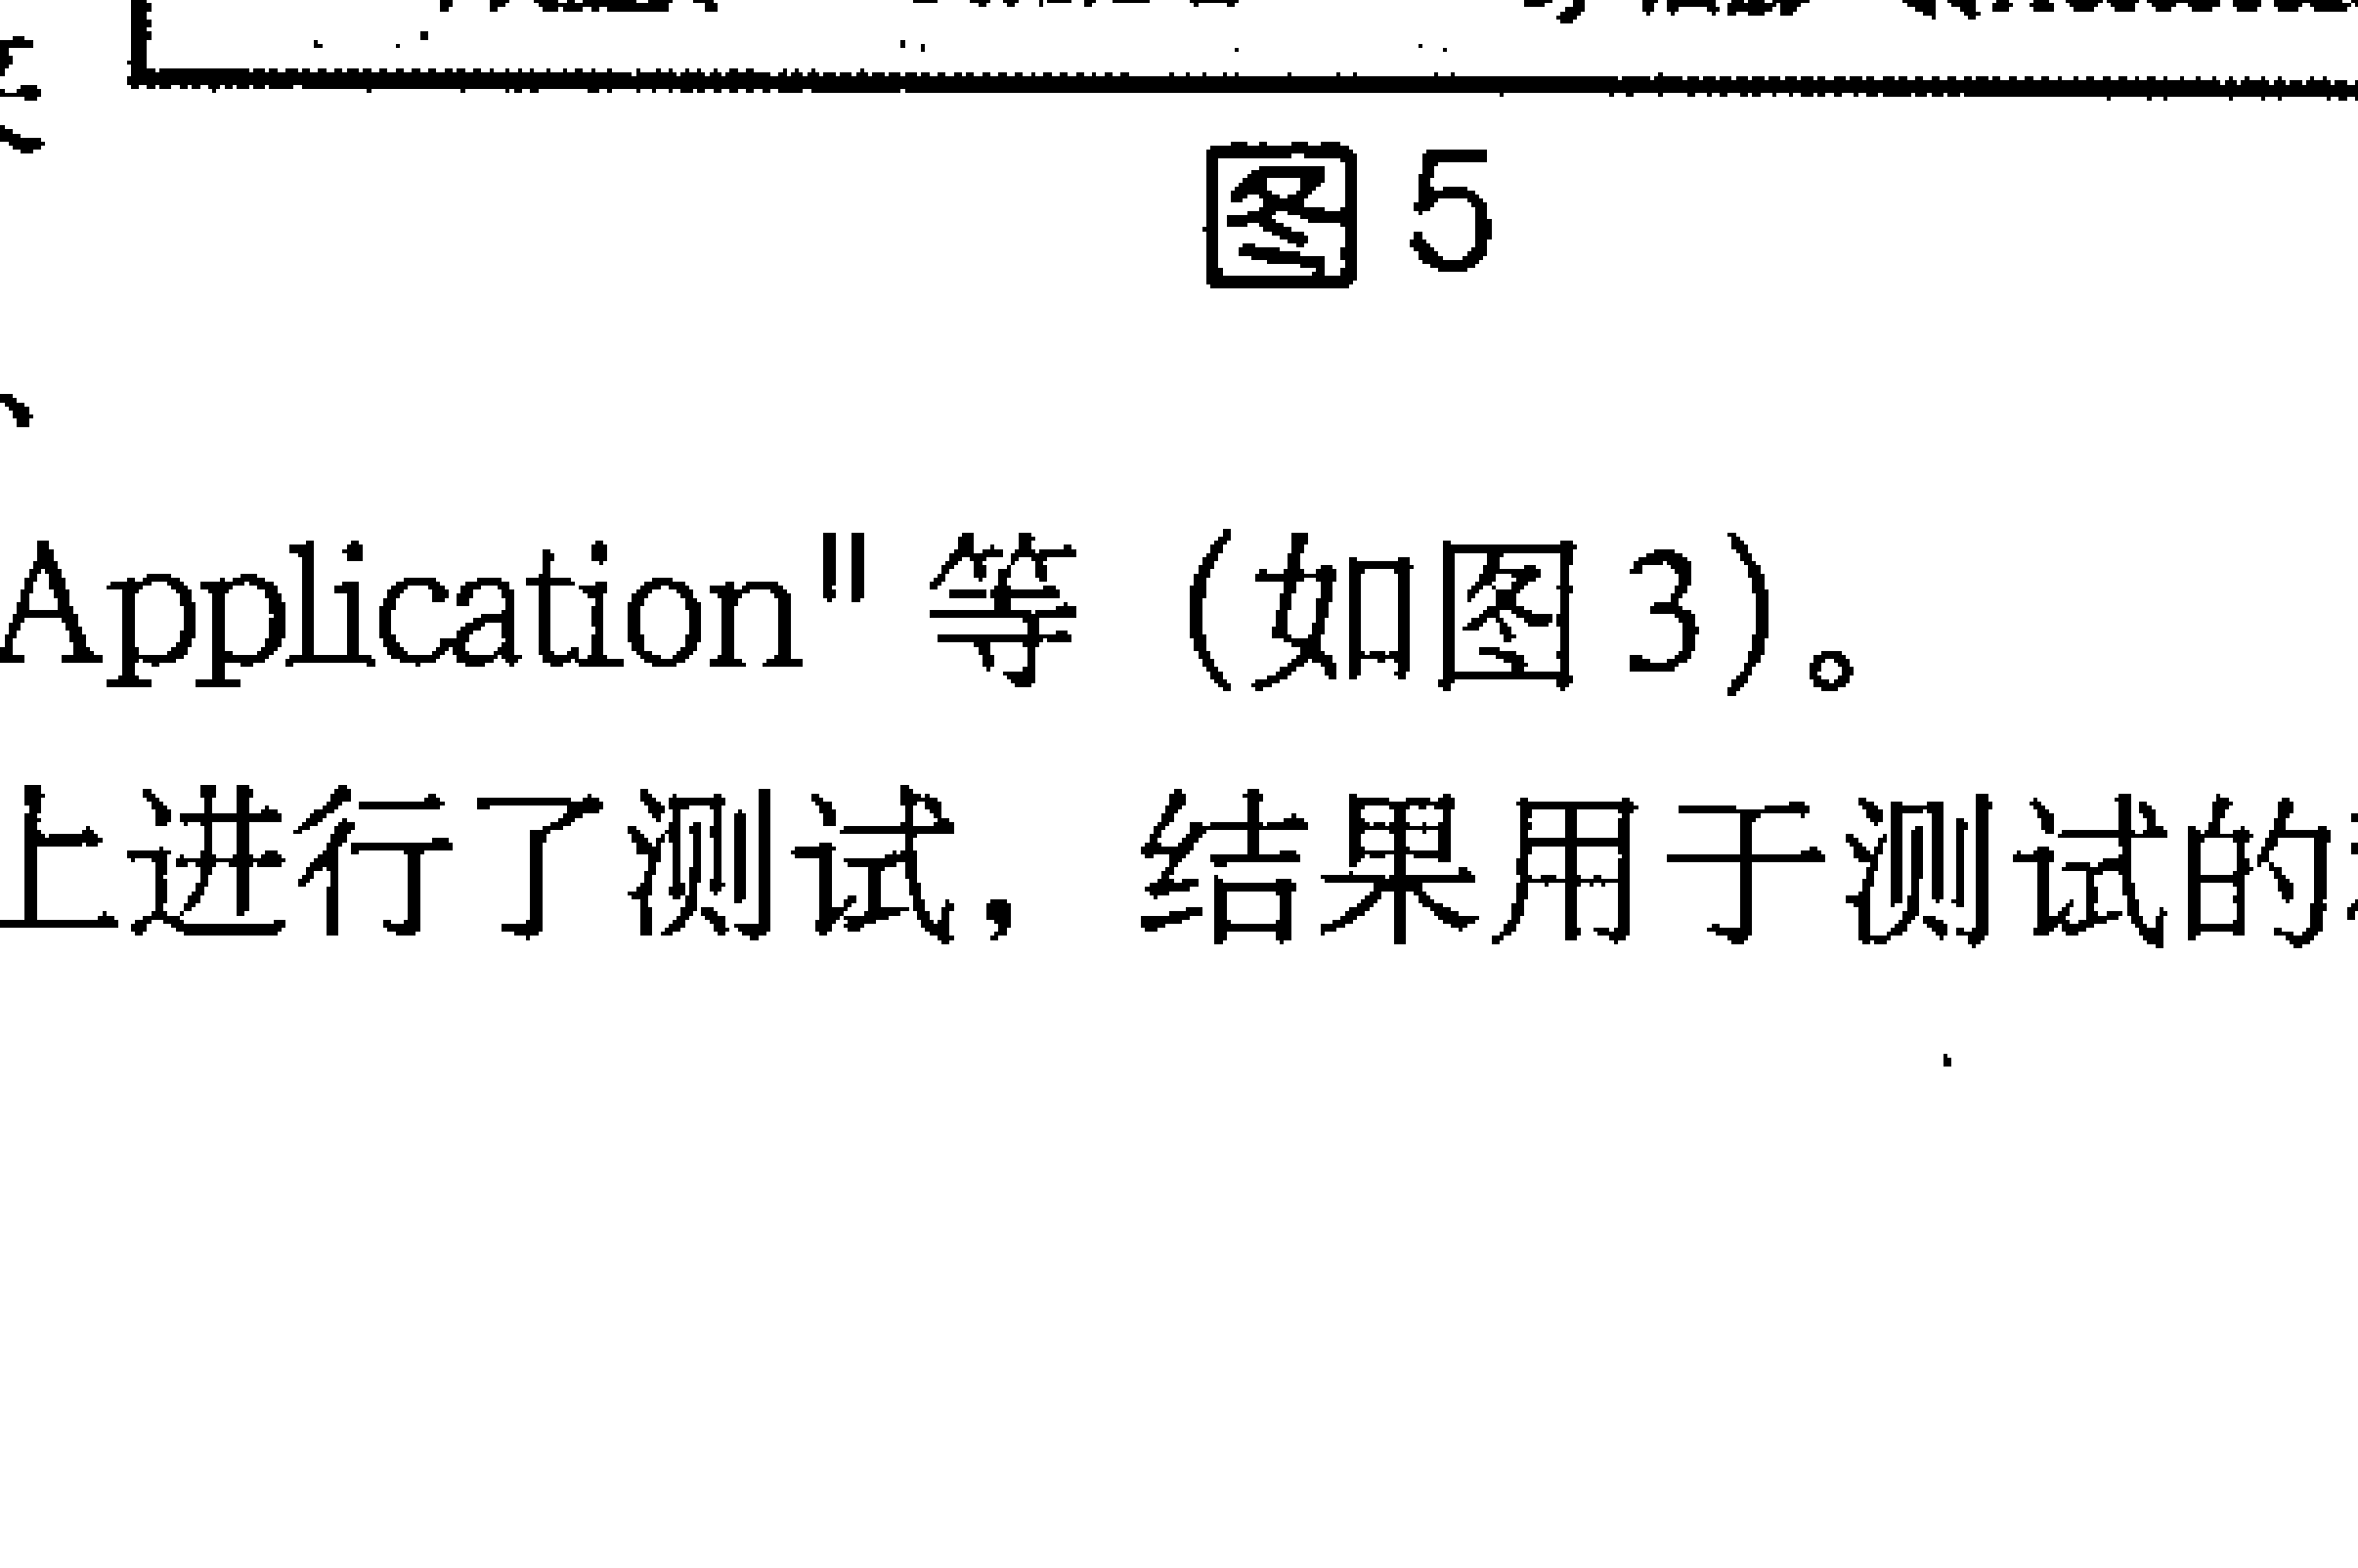 图 5
、
Application" 等 (如图 3)。
上进行了测试, 结果用于测试的